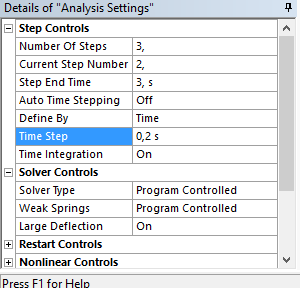 Details of "Analysis Settings"
Step Controls
Number Of Steps 3,
Current Step Number 2,
Step End Time 3, s
Auto Time Stepping Off
Define By Time
Time Step 0,2 s
Time Integration On
Solver Controls
Solver Type Program Controlled
Weak Springs Program Controlled
Large Deflection On
Restart Controls
Nonlinear Controls
Press F1 for Help